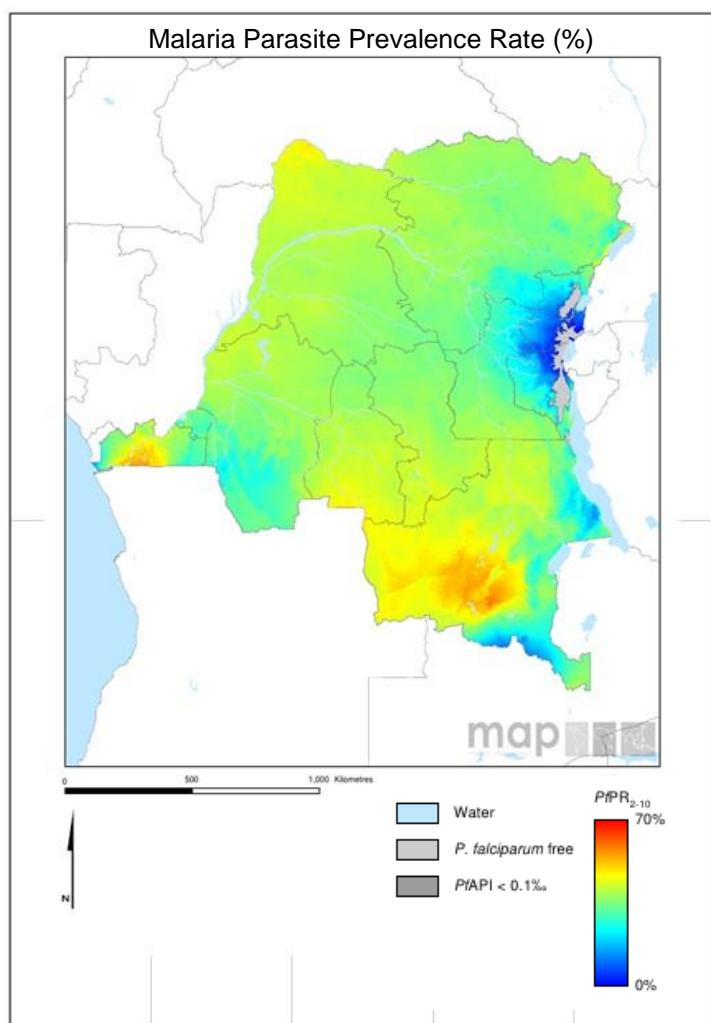 Malaria Parasite Prevalence Rate (%)
map
0 500 1,000 Kilometres
N
Water
P. falciparum free
PfAPI < 0.1‰
PfPR2-10
70%
0%